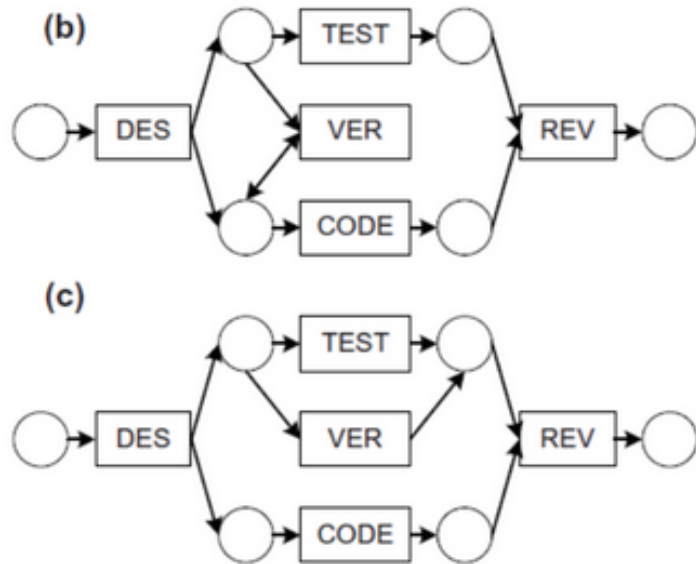 (b)
TEST
DES
VER
REV
CODE
(c)
TEST
DES
VER
REV
CODE